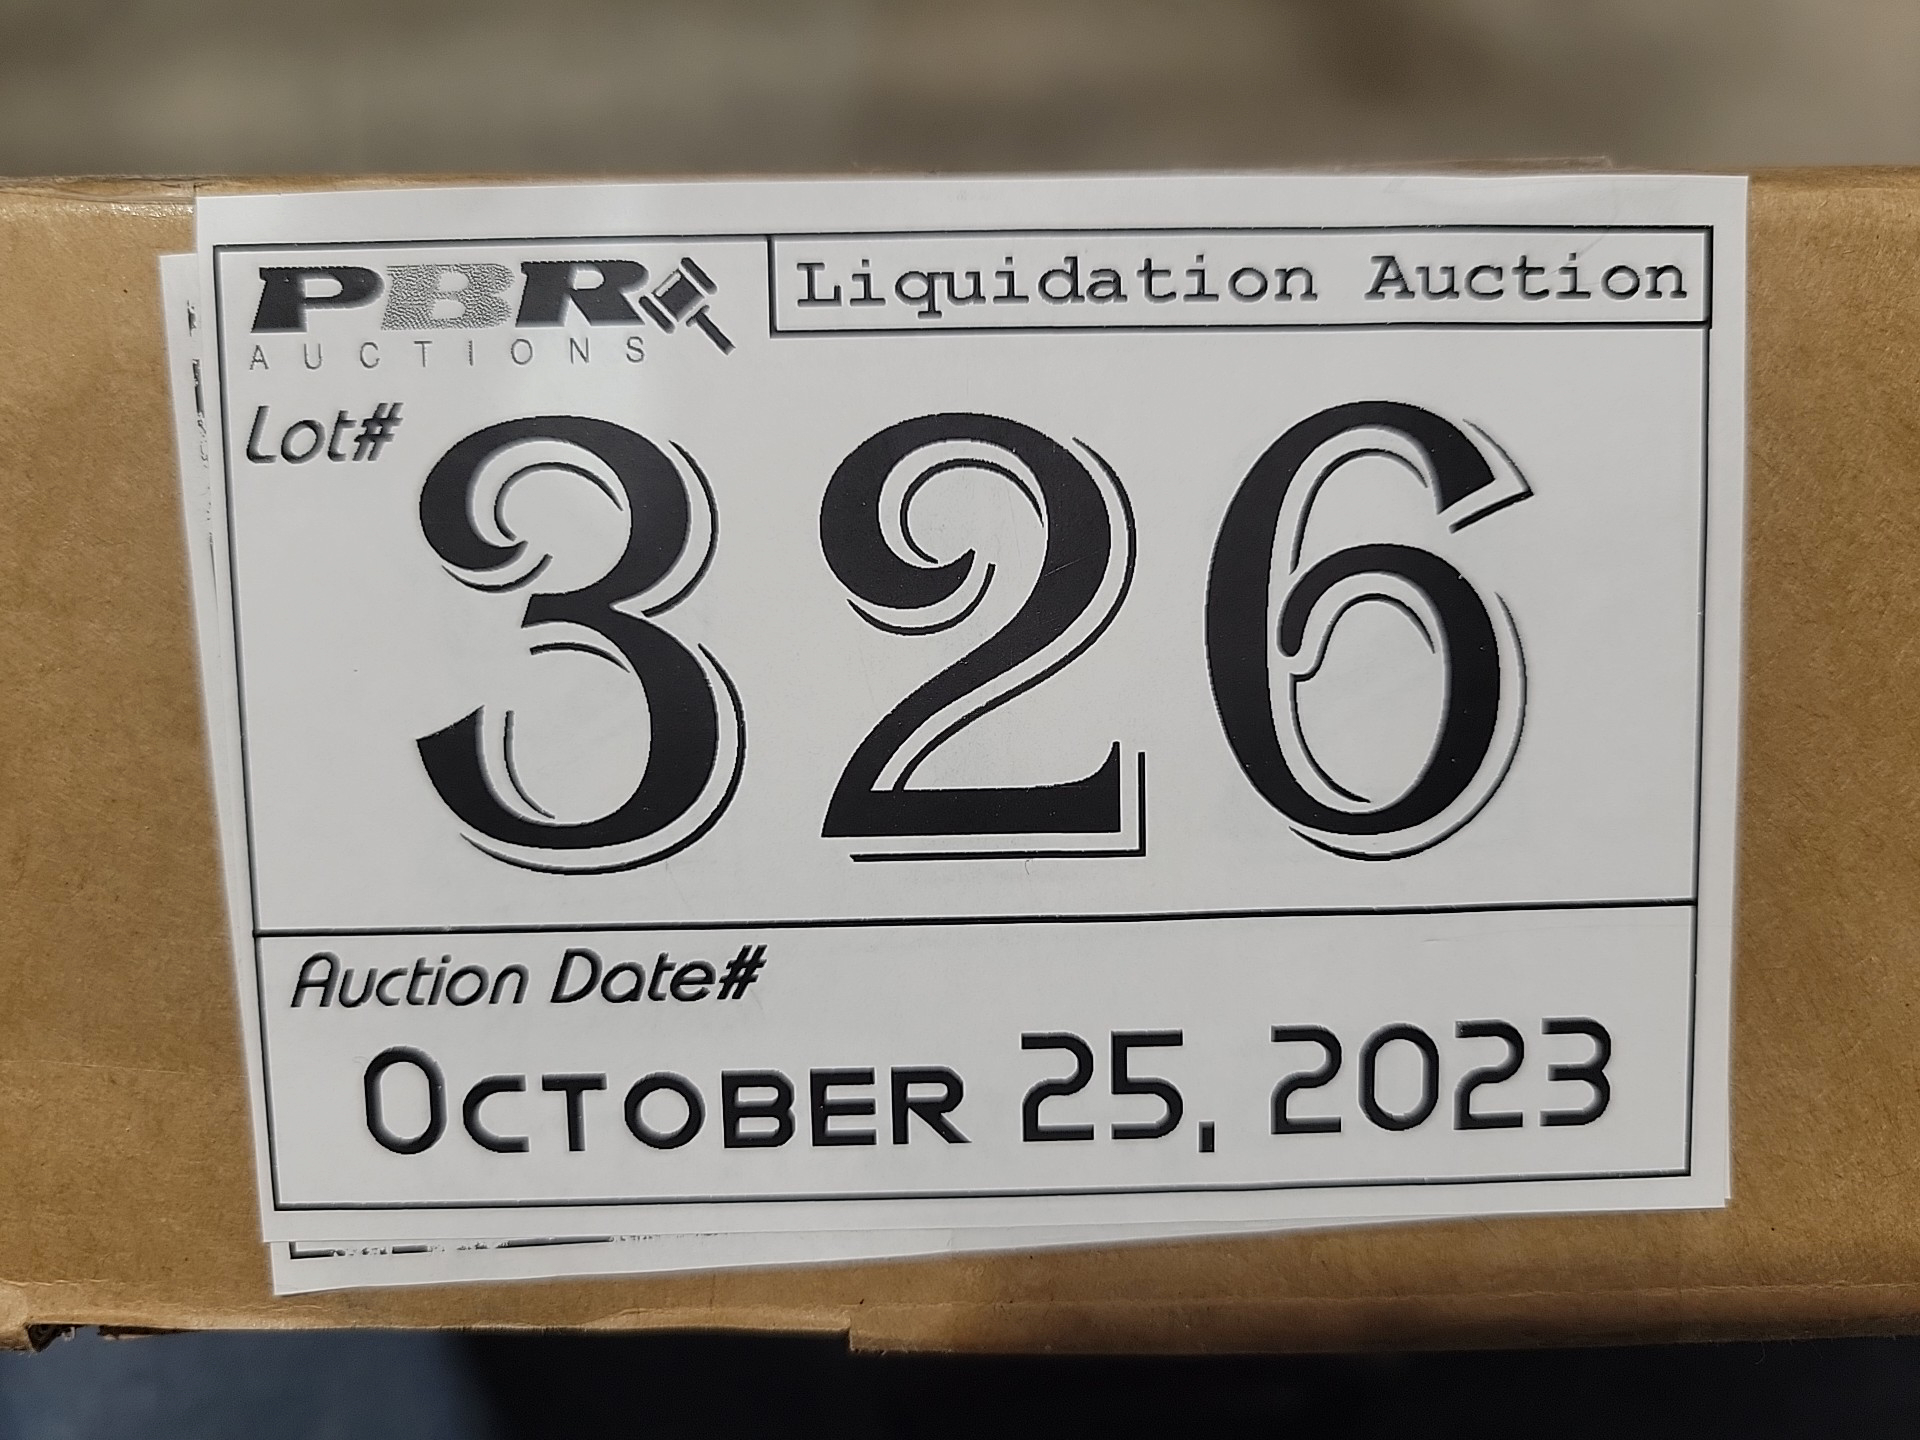 PBR
AUCTIONS
Liquidation Auction
Lot#
326
Auction Date#
OCTOBER 25, 2023